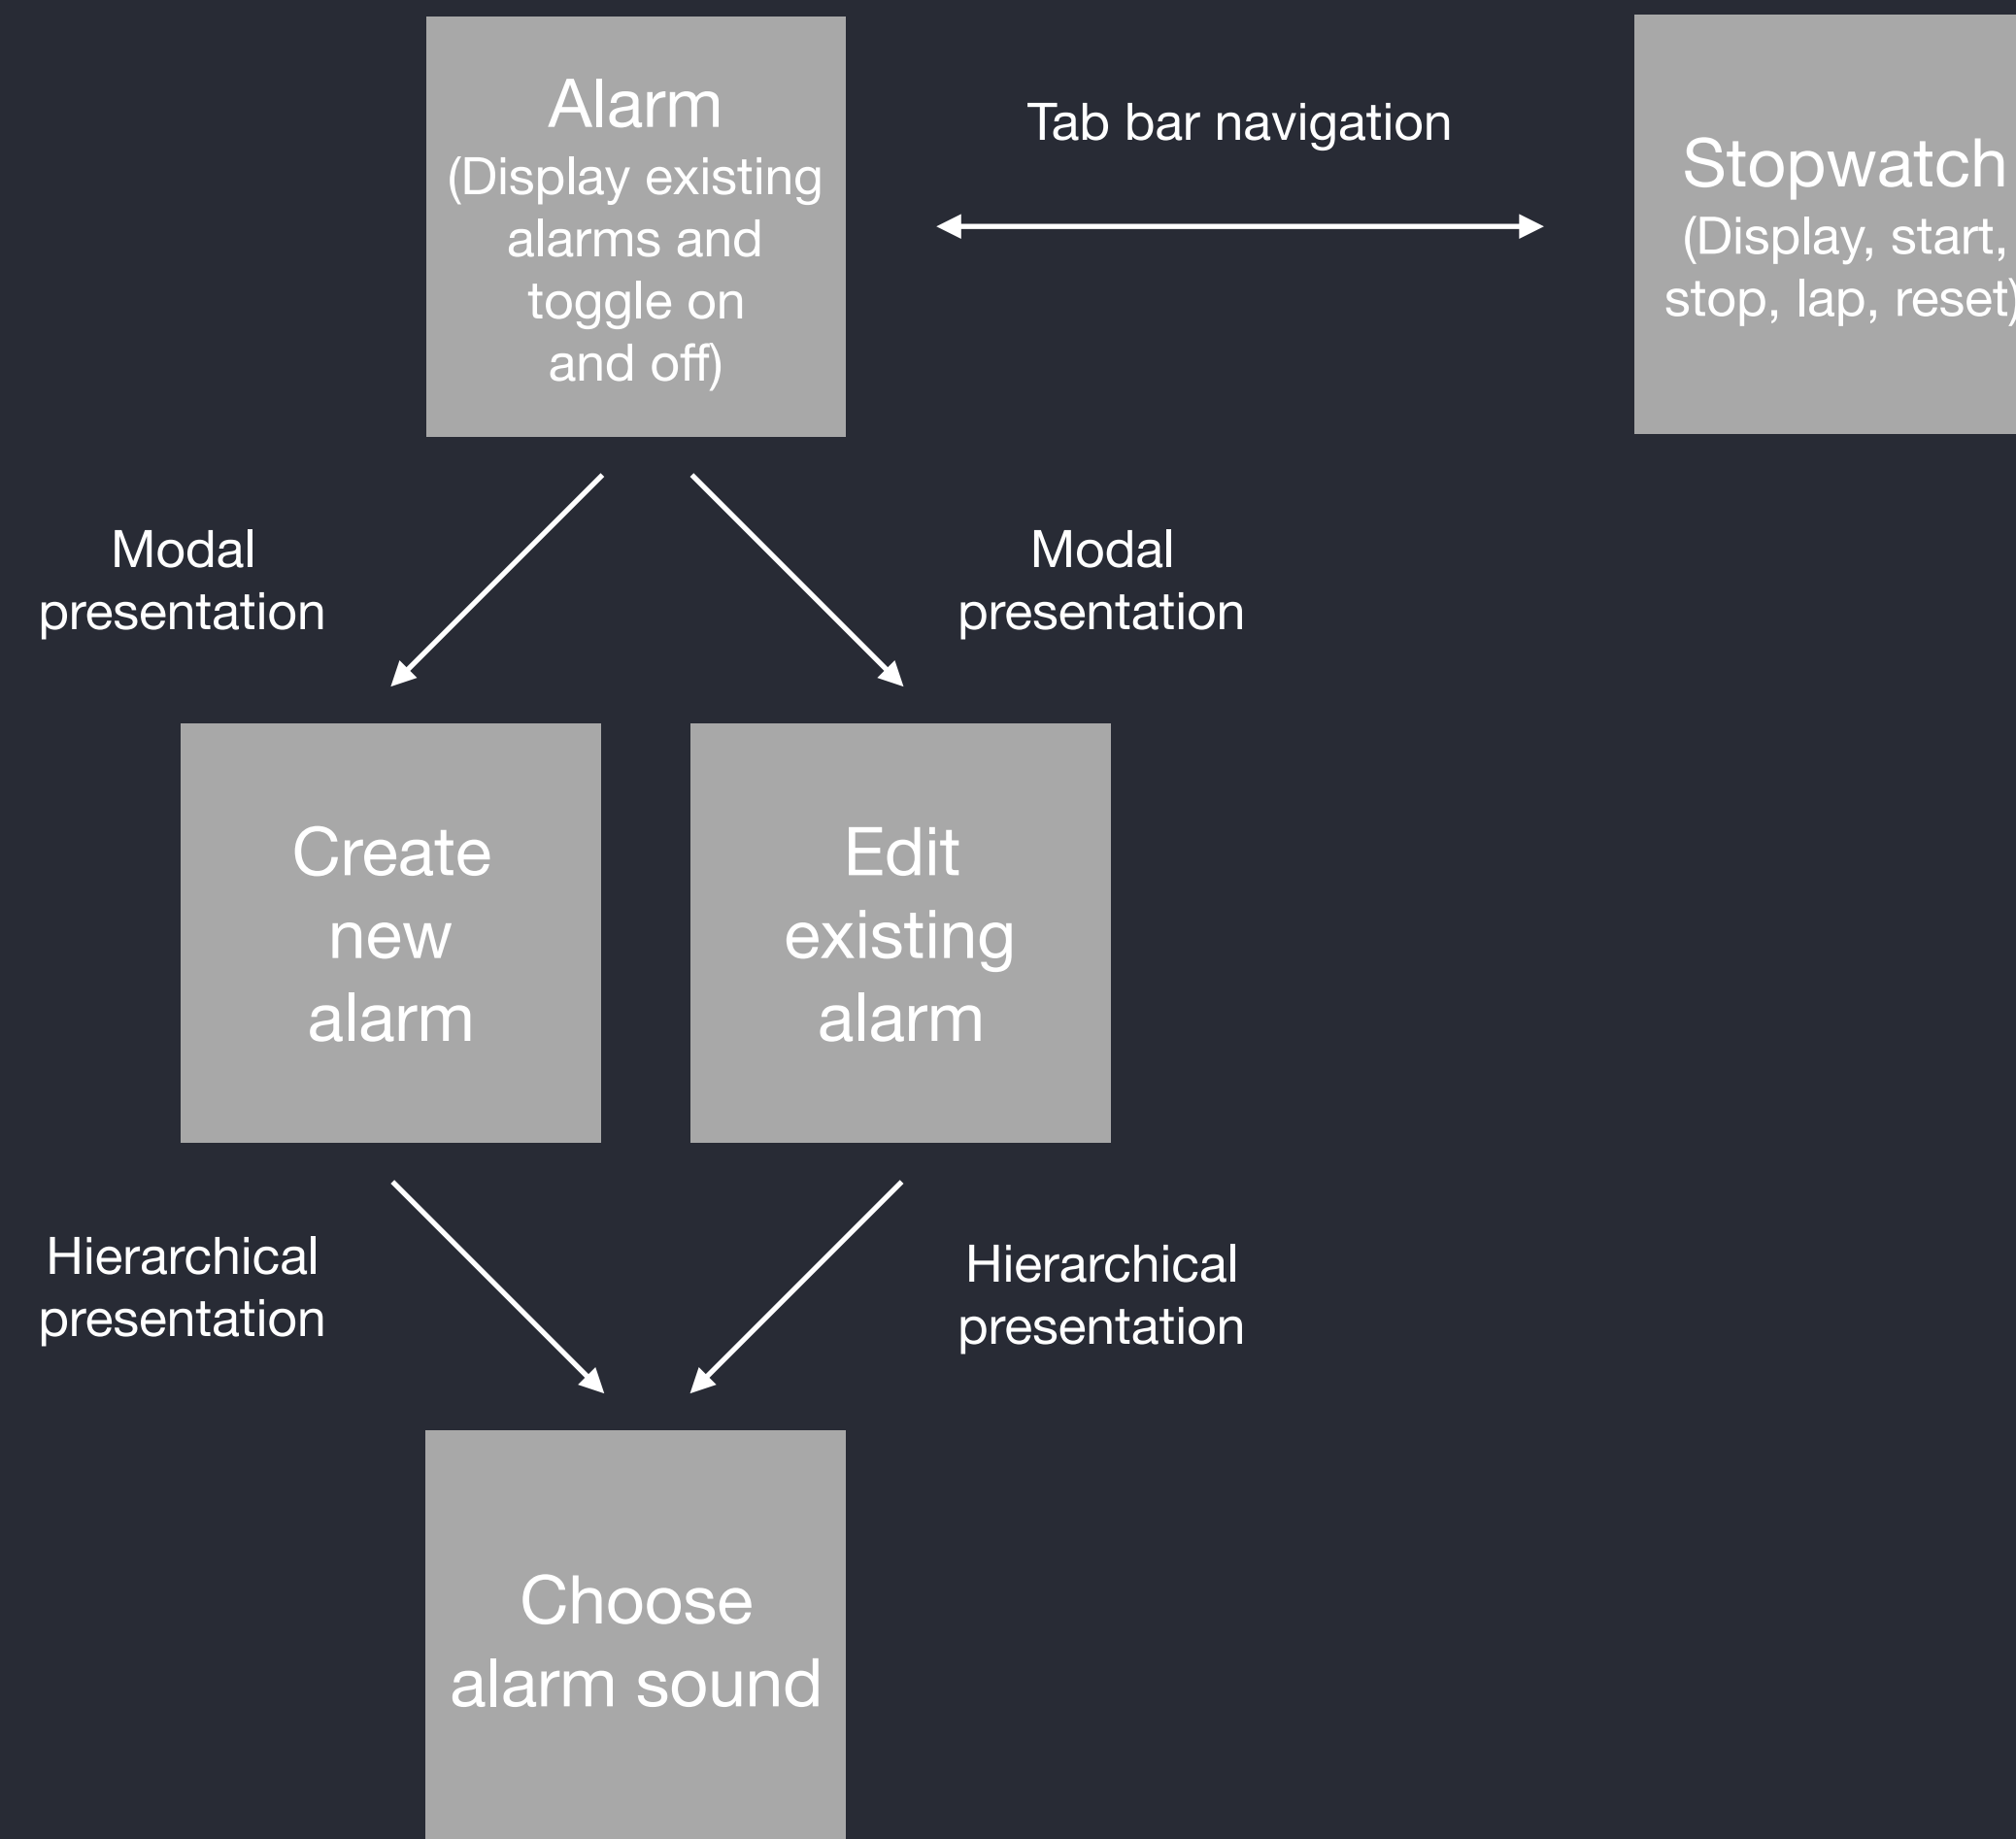 Alarm
(Display existing
alarms and
toggle on
and off)
Tab bar navigation
Stopwatch
(Display, start,
stop, lap, reset)
Modal
presentation
Modal
presentation
Create
new
alarm
Edit
existing
alarm
Hierarchical
presentation
Hierarchical
presentation
Choose
alarm sound